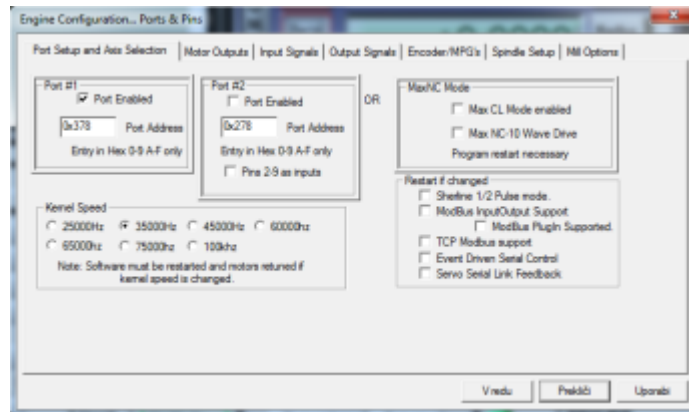 Engine Configuration... Ports & Pins
Port Setup and Axis Selection
Motor Outputs
Input Signals
Output Signals
Encoder/MPG's
Spindle Setup
Mill Options
Port #1
Port Enabled
0x378 Port Address
Entry in Hex 0-9 A-F only
Port #2
Port Enabled
0x278 Port Address
Entry in Hex 0-9 A-F only
Pins 2-9 as inputs
OR
MaxNC Mode
Max CL Mode enabled
Max NC-10 Wave Drive
Program restart necessary
Kernel Speed
25000Hz 35000Hz 45000Hz 60000hz
65000hz 75000hz 100khz
Note: Software must be restarted and motors retuned if
kernel speed is changed.
Restart if changed
Sherline 1/2 Pulse mode.
ModBus InputOutput Support
ModBus PlugIn Supported.
TCP Modbus support
Event Driven Serial Control
Servo Serial Link Feedback
V redu
Prekliči
Uporabi